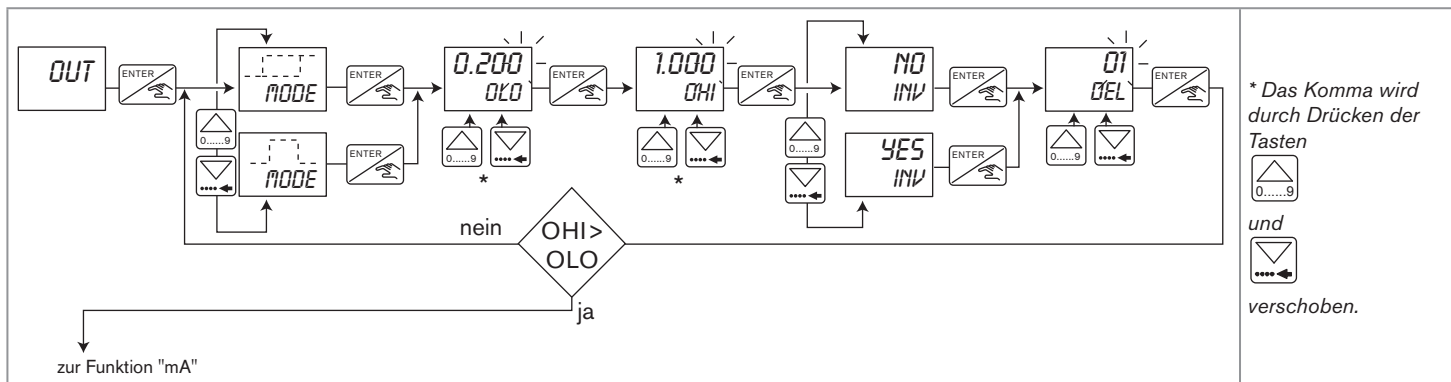 OUT
ENTER
MODE
ENTER
0.200
OLO
ENTER
1.000
OHI
ENTER
NO
INV
ENTER
01
DEL
ENTER
0......9
MODE
ENTER
0......9
*
0......9
*
0......9
YES
INV
ENTER
0......9
nein
OHI>
OLO
ja
zur Funktion "mA"
* Das Komma wird
durch Drücken der
Tasten
0......9
und
verschoben.